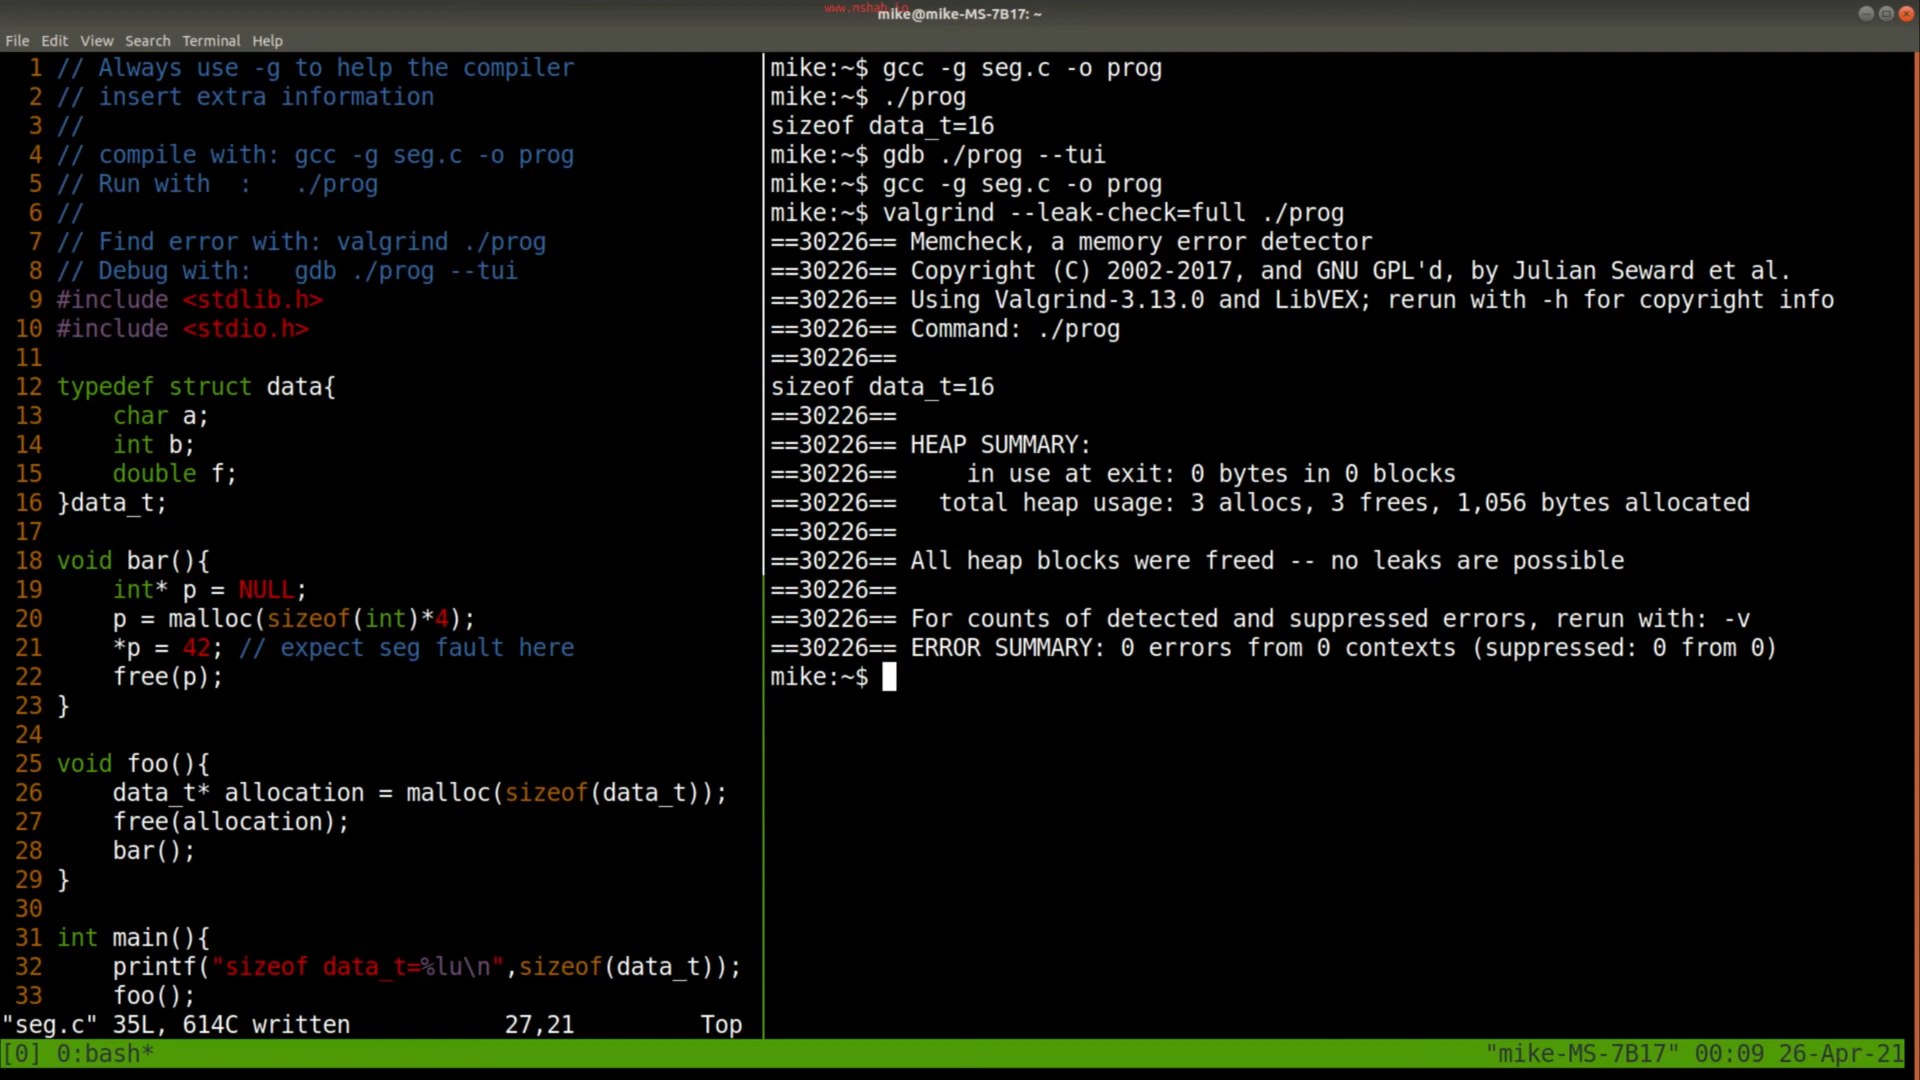 www.mshah.io
mike@mike-MS-7B17: ~
File Edit View Search Terminal Help
1 // Always use -g to help the compiler
2 // insert extra information
3 //
4 // compile with: gcc -g seg.c -o prog
5 // Run with  :   ./prog
6 //
7 // Find error with: valgrind ./prog
8 // Debug with:   gdb ./prog --tui
9 #include <stdlib.h>
10 #include <stdio.h>
11
12 typedef struct data{
13     char a;
14     int b;
15     double f;
16 }data_t;
17
18 void bar(){
19     int* p = NULL;
20     p = malloc(sizeof(int)*4);
21     *p = 42; // expect seg fault here
22     free(p);
23 }
24
25 void foo(){
26     data_t* allocation = malloc(sizeof(data_t));
27     free(allocation);
28     bar();
29 }
30
31 int main(){
32     printf("sizeof data_t=%lu\n",sizeof(data_t));
33     foo();
"seg.c" 35L, 614C written 27,21 Top
mike:~$ gcc -g seg.c -o prog
mike:~$ ./prog
sizeof data_t=16
mike:~$ gdb ./prog --tui
mike:~$ gcc -g seg.c -o prog
mike:~$ valgrind --leak-check=full ./prog
==30226== Memcheck, a memory error detector
==30226== Copyright (C) 2002-2017, and GNU GPL'd, by Julian Seward et al.
==30226== Using Valgrind-3.13.0 and LibVEX; rerun with -h for copyright info
==30226== Command: ./prog
==30226==
sizeof data_t=16
==30226==
==30226== HEAP SUMMARY:
==30226==     in use at exit: 0 bytes in 0 blocks
==30226==   total heap usage: 3 allocs, 3 frees, 1,056 bytes allocated
==30226==
==30226== All heap blocks were freed -- no leaks are possible
==30226==
==30226== For counts of detected and suppressed errors, rerun with: -v
==30226== ERROR SUMMARY: 0 errors from 0 contexts (suppressed: 0 from 0)
mike:~$
[0] 0:bash* "mike-MS-7B17" 00:09 26-Apr-21